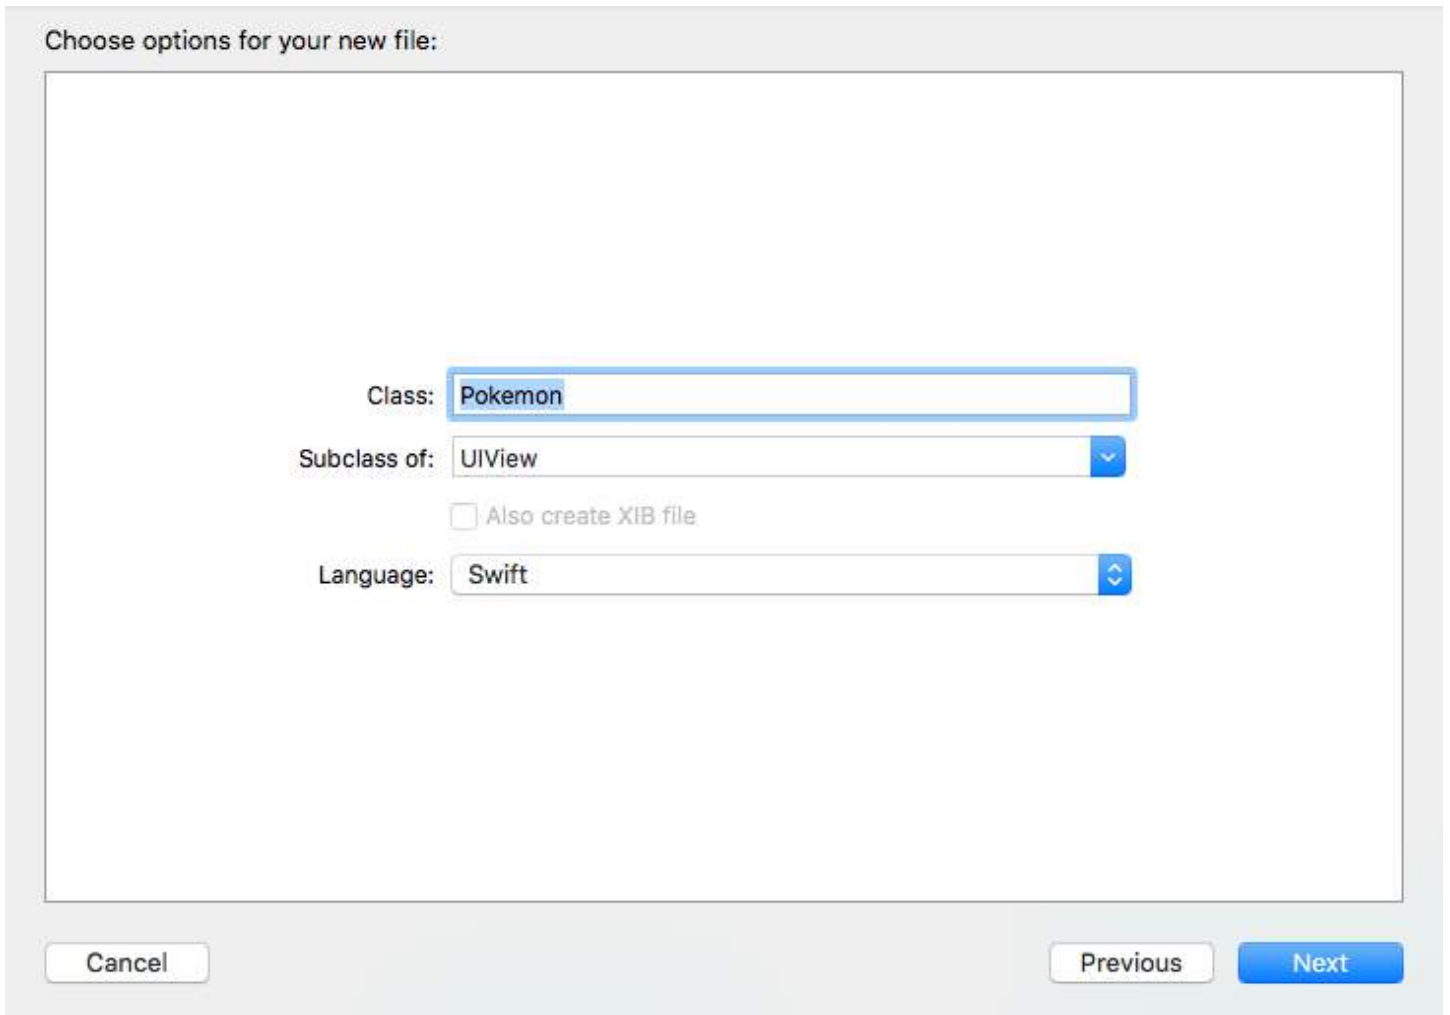 Choose options for your new file:
Class: Pokemon
Subclass of: UIView
Also create XIB file
Language: Swift
Cancel Previous Next